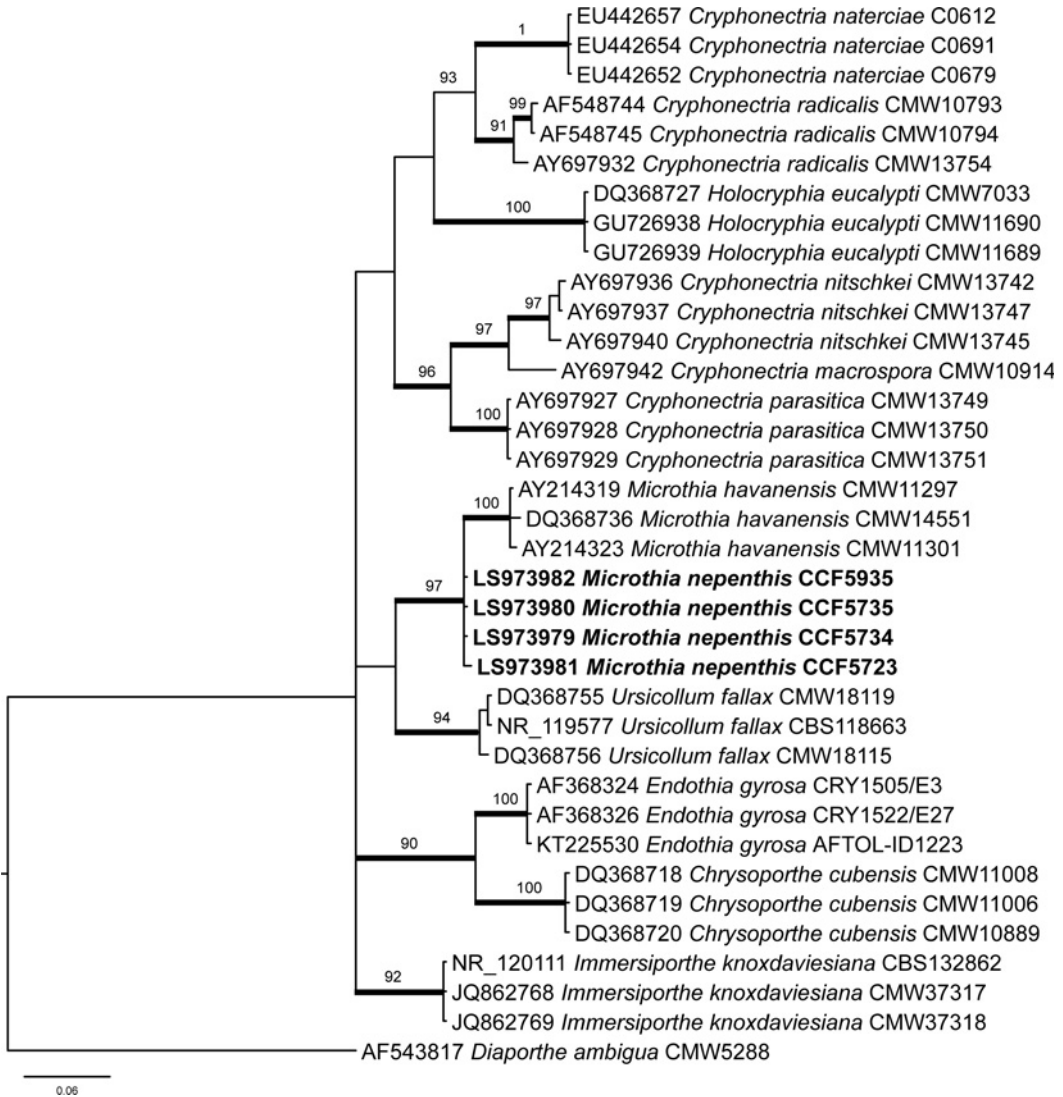 EU442657 Cryphonectria naterciae C0612
1
EU442654 Cryphonectria naterciae C0691
EU442652 Cryphonectria naterciae C0679
93
AF548744 Cryphonectria radicalis CMW10793
99
91
AF548745 Cryphonectria radicalis CMW10794
AY697932 Cryphonectria radicalis CMW13754
DQ368727 Holocryphia eucalypti CMW7033
100
GU726938 Holocryphia eucalypti CMW11690
GU726939 Holocryphia eucalypti CMW11689
AY697936 Cryphonectria nitschkei CMW13742
97
AY697937 Cryphonectria nitschkei CMW13747
97
AY697940 Cryphonectria nitschkei CMW13745
96
AY697942 Cryphonectria macrospora CMW10914
AY697927 Cryphonectria parasitica CMW13749
100
AY697928 Cryphonectria parasitica CMW13750
AY697929 Cryphonectria parasitica CMW13751
AY214319 Microthia havanensis CMW11297
100
DQ368736 Microthia havanensis CMW14551
AY214323 Microthia havanensis CMW11301
LS973982 Microthia nepenthis CCF5935
97
LS973980 Microthia nepenthis CCF5735
LS973979 Microthia nepenthis CCF5734
LS973981 Microthia nepenthis CCF5723
DQ368755 Ursicollum fallax CMW18119
94
NR_119577 Ursicollum fallax CBS118663
DQ368756 Ursicollum fallax CMW18115
AF368324 Endothia gyrosa CRY1505/E3
100
AF368326 Endothia gyrosa CRY1522/E27
90
KT225530 Endothia gyrosa AFTOL-ID1223
DQ368718 Chrysoporthe cubensis CMW11008
100
DQ368719 Chrysoporthe cubensis CMW11006
DQ368720 Chrysoporthe cubensis CMW10889
NR_120111 Immersiporthe knoxdaviesiana CBS132862
92
JQ862768 Immersiporthe knoxdaviesiana CMW37317
JQ862769 Immersiporthe knoxdaviesiana CMW37318
AF543817 Diaporthe ambigua CMW5288
0.06